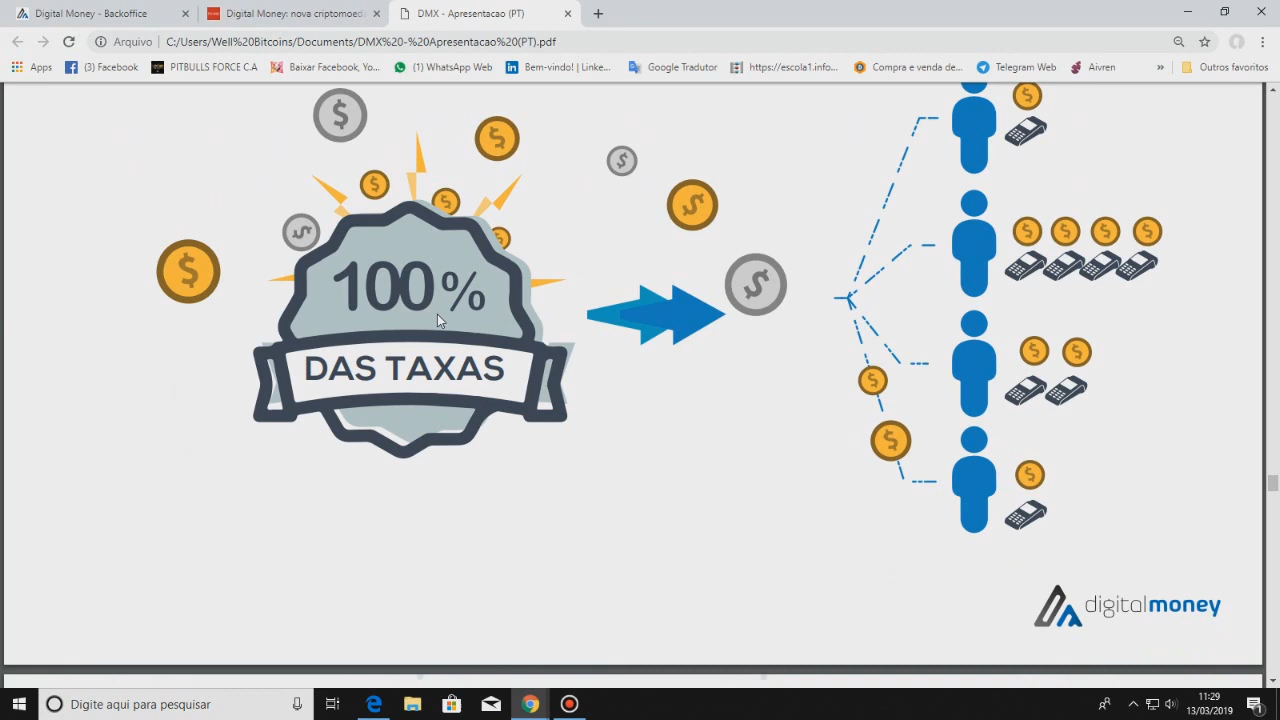 Digital Money - Backoffice
Digital Money: nova criptomoeda
DMX - Apresentacao (PT)
Arquivo
C:/Users/Well%20Bitcoins/Documents/DMX%20-%20Apresentacao%20(PT).pdf
Apps
(3) Facebook
PITBULLS FORCE C.A
Baixar Facebook, Yo...
(1) WhatsApp Web
Bem-vindo! | Linke...
Google Tradutor
https://escola1.info...
Compra e venda de...
Telegram Web
Aivren
»
Outros favoritos
100%
DAS TAXAS
digitalmoney
Digite aqui para pesquisar
11:29
13/03/2019
1